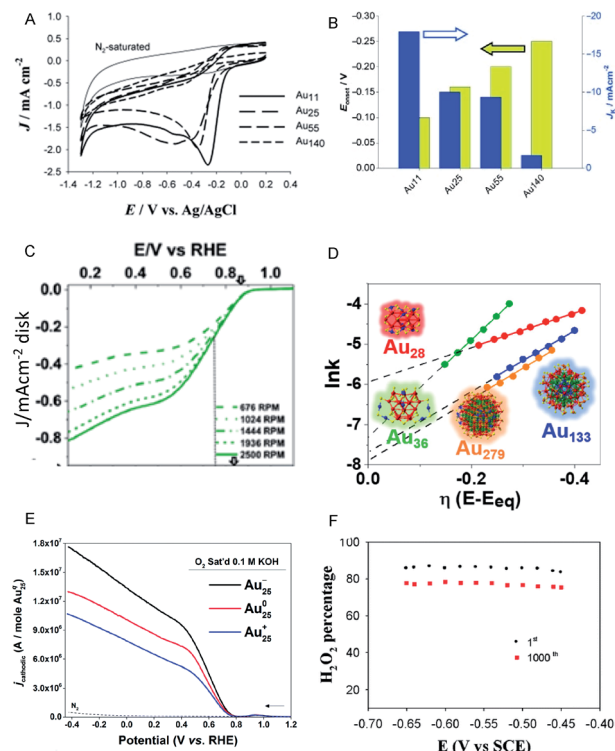 A
N₂-saturated
J / mA cm⁻²
1.0
0.5
0.0
-0.5
-1.0
-1.5
-2.0
-2.5
Au11
Au25
Au55
Au140
-1.4 -1.2 -1.0 -0.8 -0.6 -0.4 -0.2 0.0 0.2 0.4
E / V vs. Ag/AgCl
B
Eonset / V
-0.30
-0.25
-0.20
-0.15
-0.10
-0.05
0.00
-20
-15
-10
-5
0
JK / mAcm⁻²
Au11 Au25 Au55 Au140
C
E/V vs RHE
0.2 0.4 0.6 0.8 1.0
J/mAcm⁻² disk
0.0
-0.2
-0.4
-0.6
-0.8
676 RPM
1024 RPM
1444 RPM
1936 RPM
2500 RPM
D
lnk
-4
-5
-6
-7
-8
Au28
Au36
Au279
Au133
0.0 -0.2 -0.4
η (E-Eeq)
E
jcathodic (A / mole Au25q)
1.8x10⁷
1.5x10⁷
1.2x10⁷
9.0x10⁶
6.0x10⁶
3.0x10⁶
0.0
O₂ Sat'd 0.1 M KOH
Au25⁻
Au25⁰
Au25⁺
N₂
-0.4 -0.2 0.0 0.2 0.4 0.6 0.8 1.0 1.2
Potential (V vs. RHE)
F
H₂O₂ percentage
100
80
60
40
20
1st
1000th
-0.70 -0.65 -0.60 -0.55 -0.50 -0.45 -0.40
E (V vs SCE)